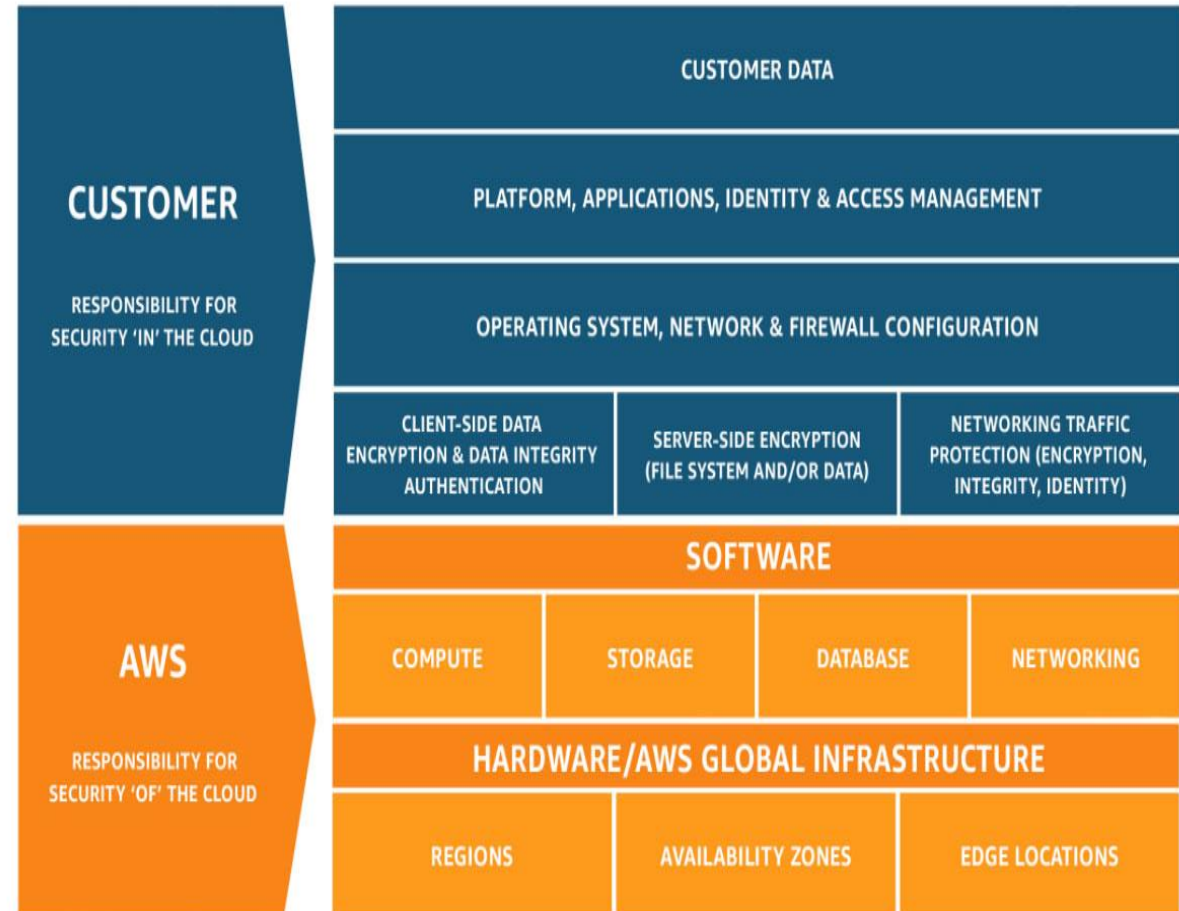 CUSTOMER
RESPONSIBILITY FOR
SECURITY ‘IN’ THE CLOUD
CUSTOMER DATA
PLATFORM, APPLICATIONS, IDENTITY & ACCESS MANAGEMENT
OPERATING SYSTEM, NETWORK & FIREWALL CONFIGURATION
CLIENT-SIDE DATA
ENCRYPTION & DATA INTEGRITY
AUTHENTICATION
SERVER-SIDE ENCRYPTION
(FILE SYSTEM AND/OR DATA)
NETWORKING TRAFFIC
PROTECTION (ENCRYPTION,
INTEGRITY, IDENTITY)
AWS
RESPONSIBILITY FOR
SECURITY ‘OF’ THE CLOUD
SOFTWARE
COMPUTE
STORAGE
DATABASE
NETWORKING
HARDWARE/AWS GLOBAL INFRASTRUCTURE
REGIONS
AVAILABILITY ZONES
EDGE LOCATIONS